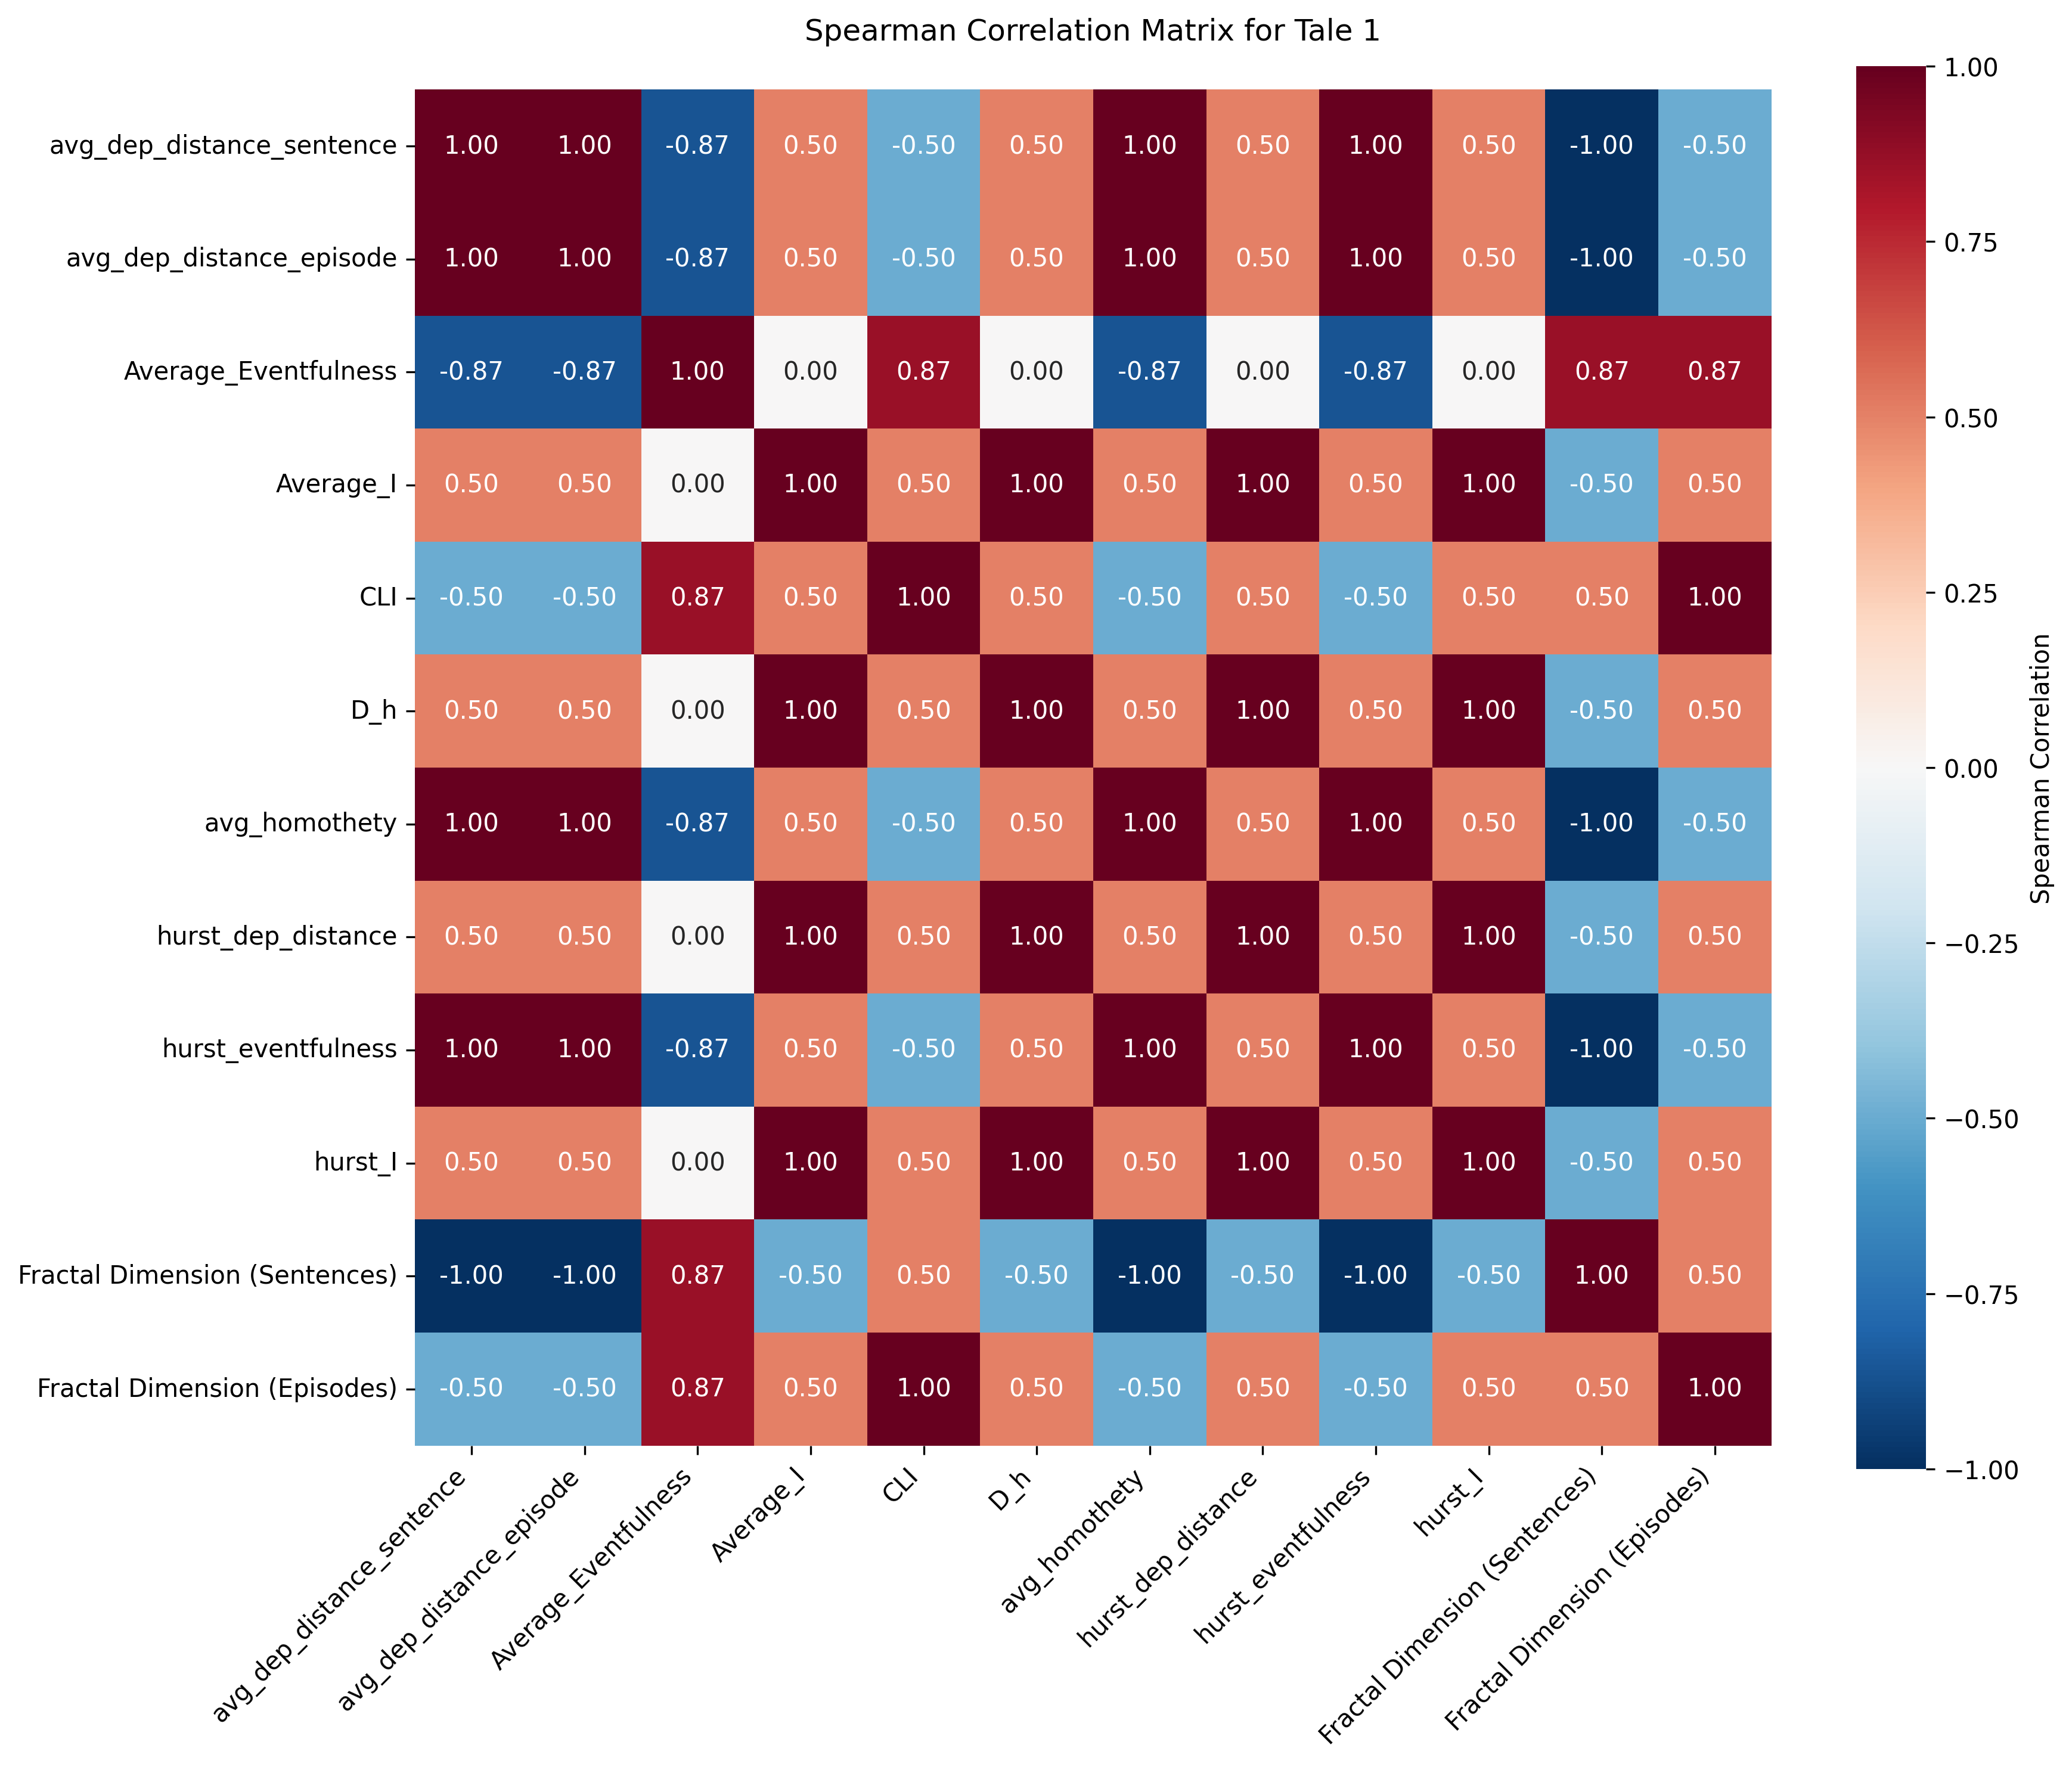 Spearman Correlation Matrix for Tale 1
avg_dep_distance_sentence 1.00 1.00 -0.87 0.50 -0.50 0.50 1.00 0.50 1.00 0.50 -1.00 -0.50
avg_dep_distance_episode 1.00 1.00 -0.87 0.50 -0.50 0.50 1.00 0.50 1.00 0.50 -1.00 -0.50
Average_Eventfulness -0.87 -0.87 1.00 0.00 0.87 0.00 -0.87 0.00 -0.87 0.00 0.87 0.87
Average_I 0.50 0.50 0.00 1.00 0.50 1.00 0.50 1.00 0.50 1.00 -0.50 0.50
CLI -0.50 -0.50 0.87 0.50 1.00 0.50 -0.50 0.50 -0.50 0.50 0.50 1.00
D_h 0.50 0.50 0.00 1.00 0.50 1.00 0.50 1.00 0.50 1.00 -0.50 0.50
avg_homothety 1.00 1.00 -0.87 0.50 -0.50 0.50 1.00 0.50 1.00 0.50 -1.00 -0.50
hurst_dep_distance 0.50 0.50 0.00 1.00 0.50 1.00 0.50 1.00 0.50 1.00 -0.50 0.50
hurst_eventfulness 1.00 1.00 -0.87 0.50 -0.50 0.50 1.00 0.50 1.00 0.50 -1.00 -0.50
hurst_I 0.50 0.50 0.00 1.00 0.50 1.00 0.50 1.00 0.50 1.00 -0.50 0.50
Fractal Dimension (Sentences) -1.00 -1.00 0.87 -0.50 0.50 -0.50 -1.00 -0.50 -1.00 -0.50 1.00 0.50
Fractal Dimension (Episodes) -0.50 -0.50 0.87 0.50 1.00 0.50 -0.50 0.50 -0.50 0.50 0.50 1.00
avg_dep_distance_sentence
avg_dep_distance_episode
Average_Eventfulness
Average_I
CLI
D_h
avg_homothety
hurst_dep_distance
hurst_eventfulness
hurst_I
Fractal Dimension (Sentences)
Fractal Dimension (Episodes)
1.00
0.75
0.50
0.25
0.00
−0.25
−0.50
−0.75
−1.00
Spearman Correlation